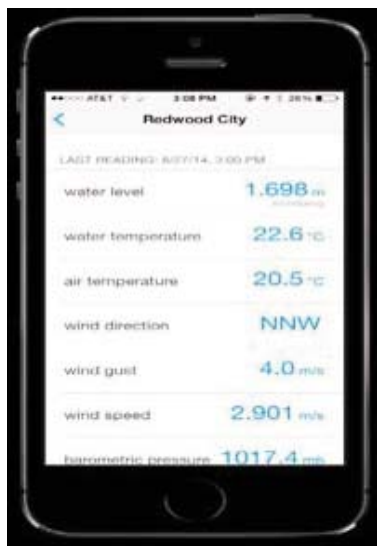 AT&T 3:08 PM 26%
Redwood City
LAST READING: 6/27/14, 3:00 PM
water level 1.698 m
water temperature 22.6 °C
air temperature 20.5 °C
wind direction NNW
wind gust 4.0 m/s
wind speed 2.901 m/s
barometric pressure 1017.4 mb